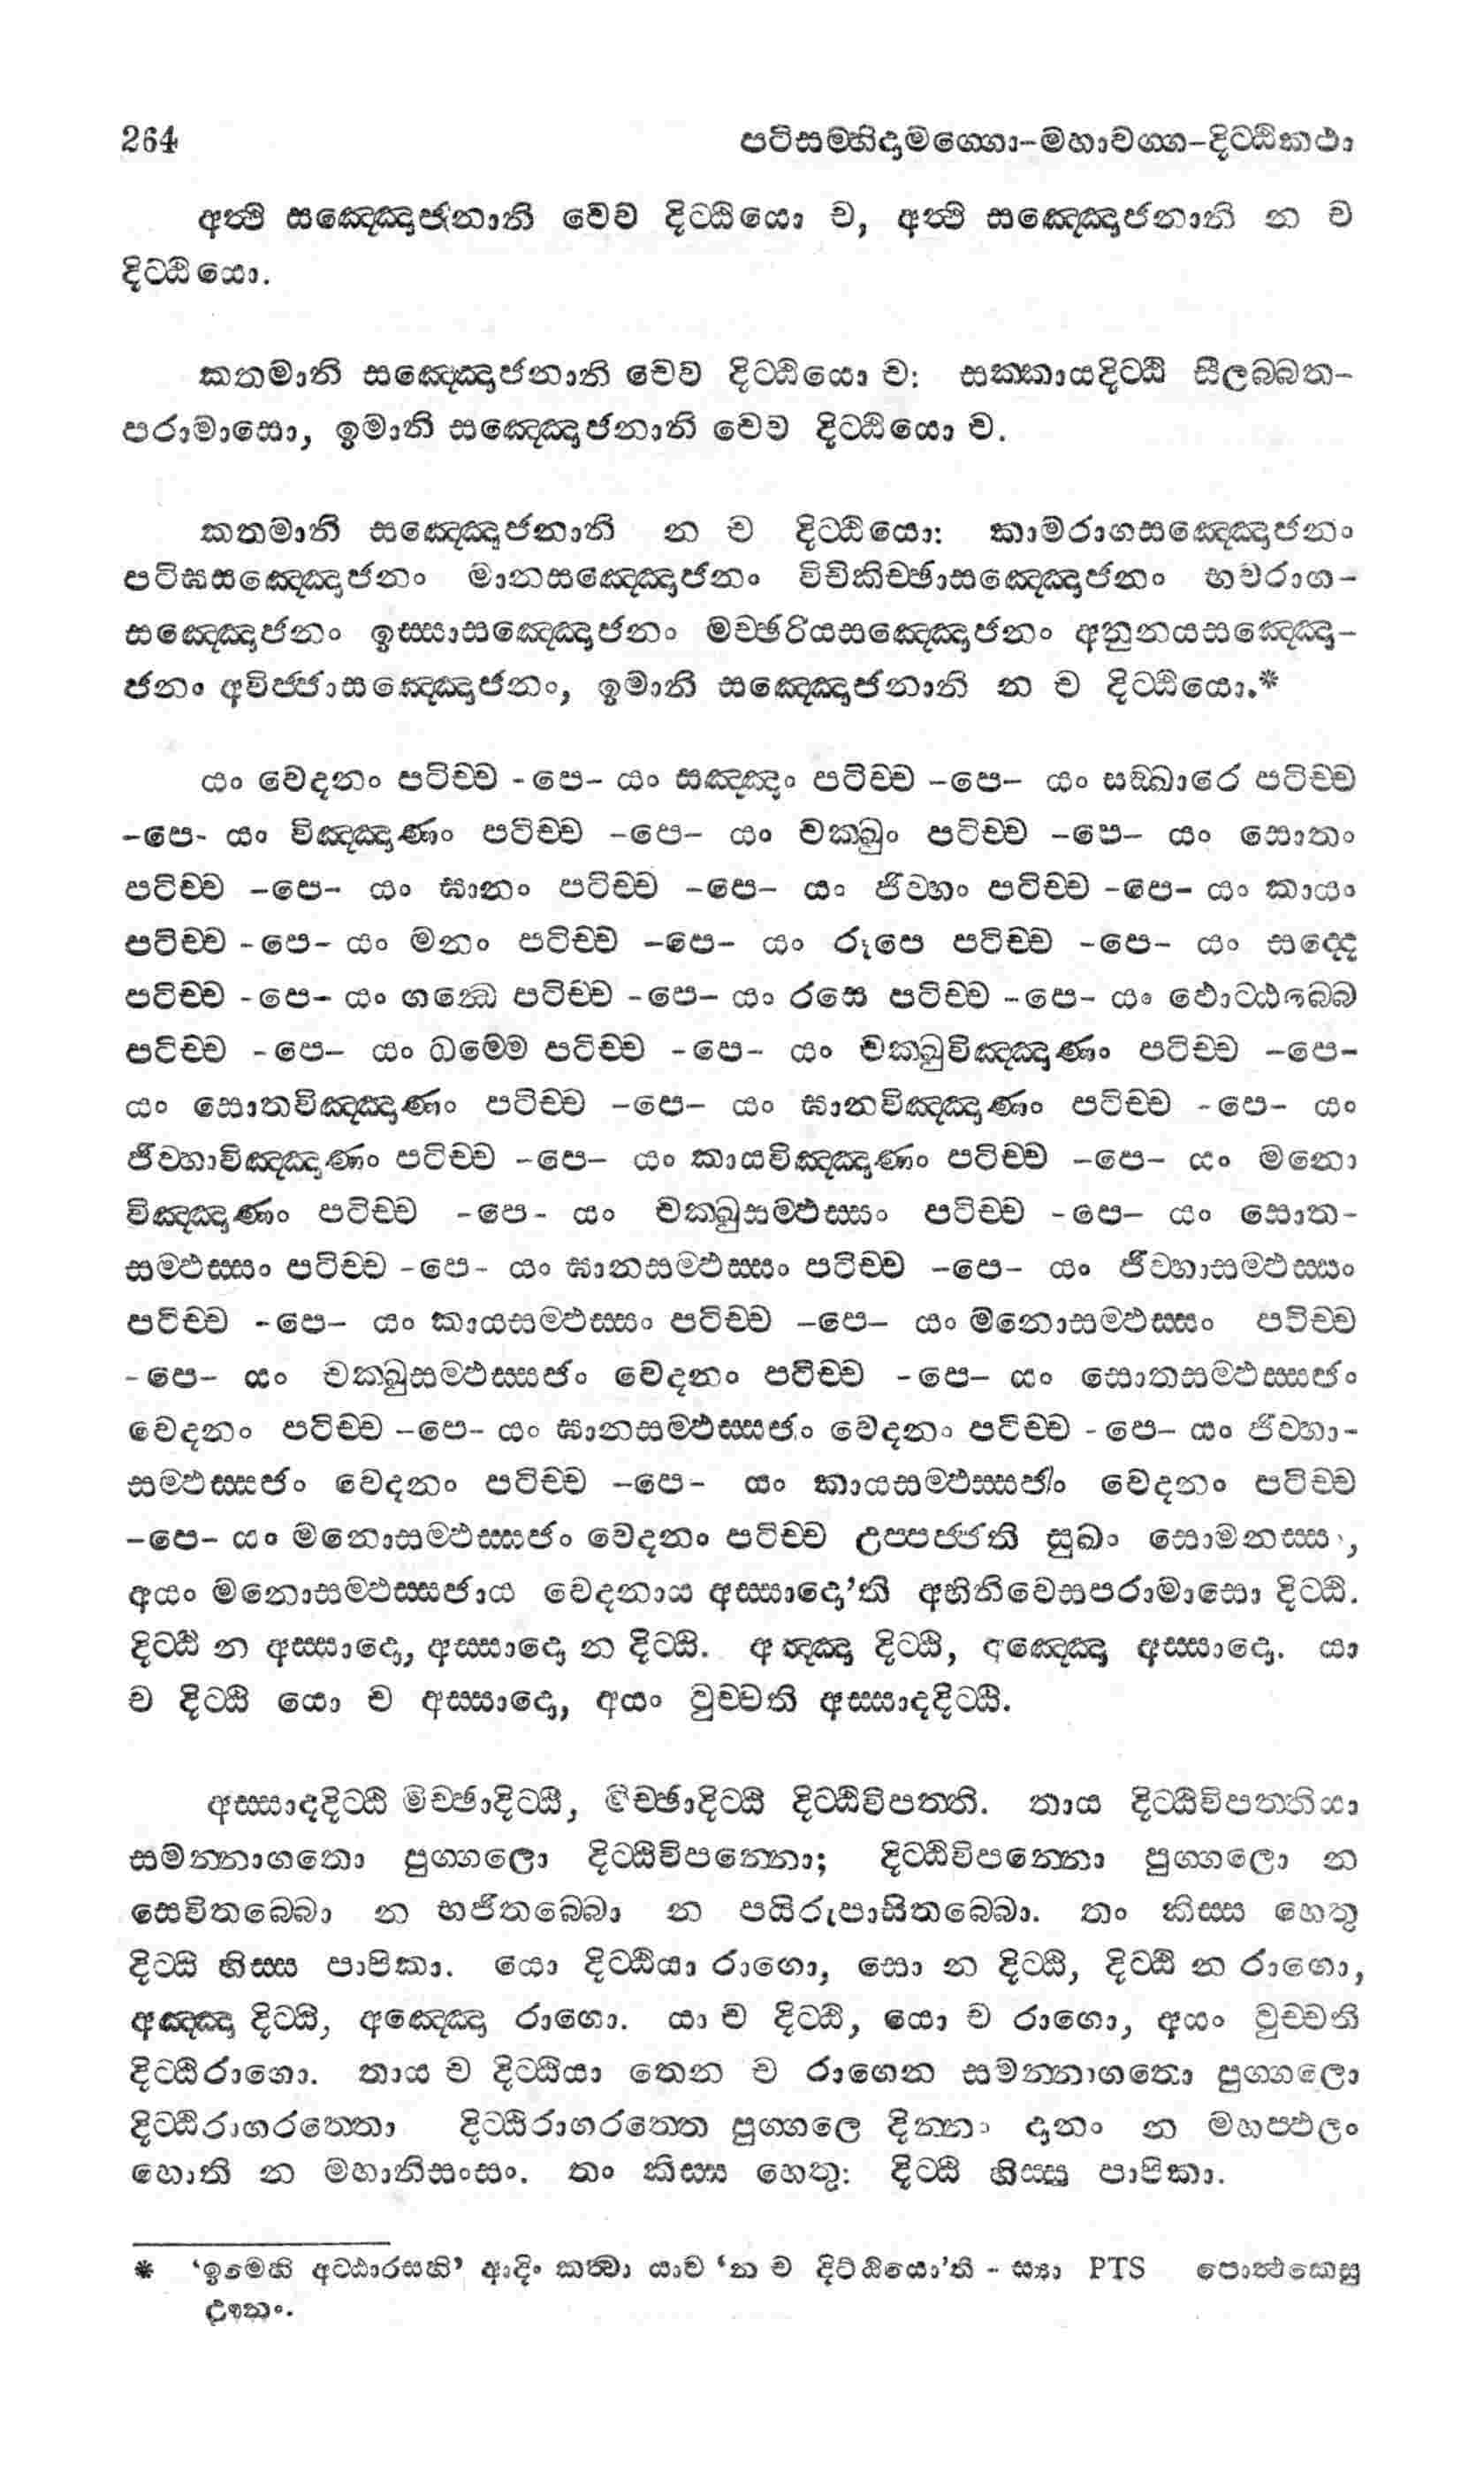 264 පටිසම්භිදාමග්ගො-මහාවග්ග-දිට්ඨිකථා
අත්ථි සඤ්ඤොජනානි චෙව දිට්ඨියො ච, අත්ථි සඤ්ඤොජනානි න ච
දිට්ඨියො.
කතමානි සඤ්ඤොජනානි චෙව දිට්ඨියො ච: සක්කායදිට්ඨි සීලබ්බත-
පරාමාසො, ඉමානි සඤ්ඤොජනානි චෙව දිට්ඨියො ච.
කතමානි සඤ්ඤොජනානි න ච දිට්ඨියො: කාමරාගසඤ්ඤොජනං
පටිඝසඤ්ඤොජනං මානසඤ්ඤොජනං විචිකිච්ඡාසඤ්ඤොජනං භවරාග-
සඤ්ඤොජනං ඉස්සාසඤ්ඤොජනං මච්ඡරියසඤ්ඤොජනං අනුනයසඤ්ඤො-
ජනං අවිජ්ජාසඤ්ඤොජනං, ඉමානි සඤ්ඤොජනානි න ච දිට්ඨියො.*
යං වෙදනං පටිච්ච -පෙ- යං සඤ්ඤං පටිච්ච -පෙ- යං සඞ්ඛාරෙ පටිච්ච
-පෙ- යං විඤ්ඤාණං පටිච්ච -පෙ- යං චක්ඛුං පටිච්ච -පෙ- යං සොතං
පටිච්ච -පෙ- යං ඝානං පටිච්ච -පෙ- යං ජිව්හං පටිච්ච -පෙ- යං කායං
පටිච්ච -පෙ- යං මනං පටිච්ච -පෙ- යං රූපෙ පටිච්ච -පෙ- යං සද්දෙ
පටිච්ච -පෙ- යං ගන්ධෙ පටිච්ච -පෙ- යං රසෙ පටිච්ච -පෙ- යං ඵොට්ඨබ්බෙ
පටිච්ච -පෙ- යං ධම්මෙ පටිච්ච -පෙ- යං චක්ඛුවිඤ්ඤාණං පටිච්ච -පෙ-
යං සොතවිඤ්ඤාණං පටිච්ච -පෙ- යං ඝානවිඤ්ඤාණං පටිච්ච -පෙ- යං
ජිව්හාවිඤ්ඤාණං පටිච්ච -පෙ- යං කායවිඤ්ඤාණං පටිච්ච -පෙ- යං මනො
විඤ්ඤාණං පටිච්ච -පෙ- යං චක්ඛුසම්ඵස්සං පටිච්ච -පෙ- යං සොත-
සම්ඵස්සං පටිච්ච -පෙ- යං ඝානසම්ඵස්සං පටිච්ච -පෙ- යං ජිව්හාසම්ඵස්සං
පටිච්ච -පෙ- යං කායසම්ඵස්සං පටිච්ච -පෙ- යං මනොසම්ඵස්සං පටිච්ච
-පෙ- යං චක්ඛුසම්ඵස්සජං වෙදනං පටිච්ච -පෙ- යං සොතසම්ඵස්සජං
වෙදනං පටිච්ච -පෙ- යං ඝානසම්ඵස්සජං වෙදනං පටිච්ච -පෙ- යං ජිව්හා-
සම්ඵස්සජං වෙදනං පටිච්ච -පෙ- යං කායසම්ඵස්සජං වෙදනං පටිච්ච
-පෙ- යං මනොසම්ඵස්සජං වෙදනං පටිච්ච උප්පජ්ජති සුඛං සොමනස්සං,
අයං මනොසම්ඵස්සජාය වෙදනාය අස්සාදො'ති අභිනිවෙසපරාමාසො දිට්ඨි.
දිට්ඨි න අස්සාදො, අස්සාදො න දිට්ඨි. අඤ්ඤා දිට්ඨි, අඤ්ඤො අස්සාදො. යා
ච දිට්ඨි යො ච අස්සාදො, අයං වුච්චති අස්සාදදිට්ඨි.
අස්සාදදිට්ඨි මිච්ඡාදිට්ඨි, මිච්ඡාදිට්ඨි දිට්ඨිවිපත්ති. තාය දිට්ඨිවිපත්තියා
සමන්නාගතො පුග්ගලො දිට්ඨිවිපන්නො; දිට්ඨිවිපන්නො පුග්ගලො න
සෙවිතබ්බො න භජිතබ්බො න පයිරුපාසිතබ්බො. තං කිස්ස හෙතු
දිට්ඨි හිස්ස පාපිකා. යො දිට්ඨියා රාගො, සො න දිට්ඨි, දිට්ඨි න රාගො,
අඤ්ඤා දිට්ඨි, අඤ්ඤො රාගො. යා ච දිට්ඨි, යො ච රාගො, අයං වුච්චති
දිට්ඨිරාගො. තාය ච දිට්ඨියා තෙන ච රාගෙන සමන්නාගතො පුග්ගලො
දිට්ඨිරාගරත්තො දිට්ඨිරාගරත්තෙ පුග්ගලෙ දින්නං දානං න මහප්ඵලං
හොති න මහානිසංසං. තං කිස්ස හෙතු: දිට්ඨි හිස්ස පාපිකා.
* 'ඉමෙහි අට්ඨාරසහි' ආදිං කත්වා යාව 'න ච දිට්ඨියො'ති - ස්‍යා PTS පොත්ථකෙසු
ඌනං.